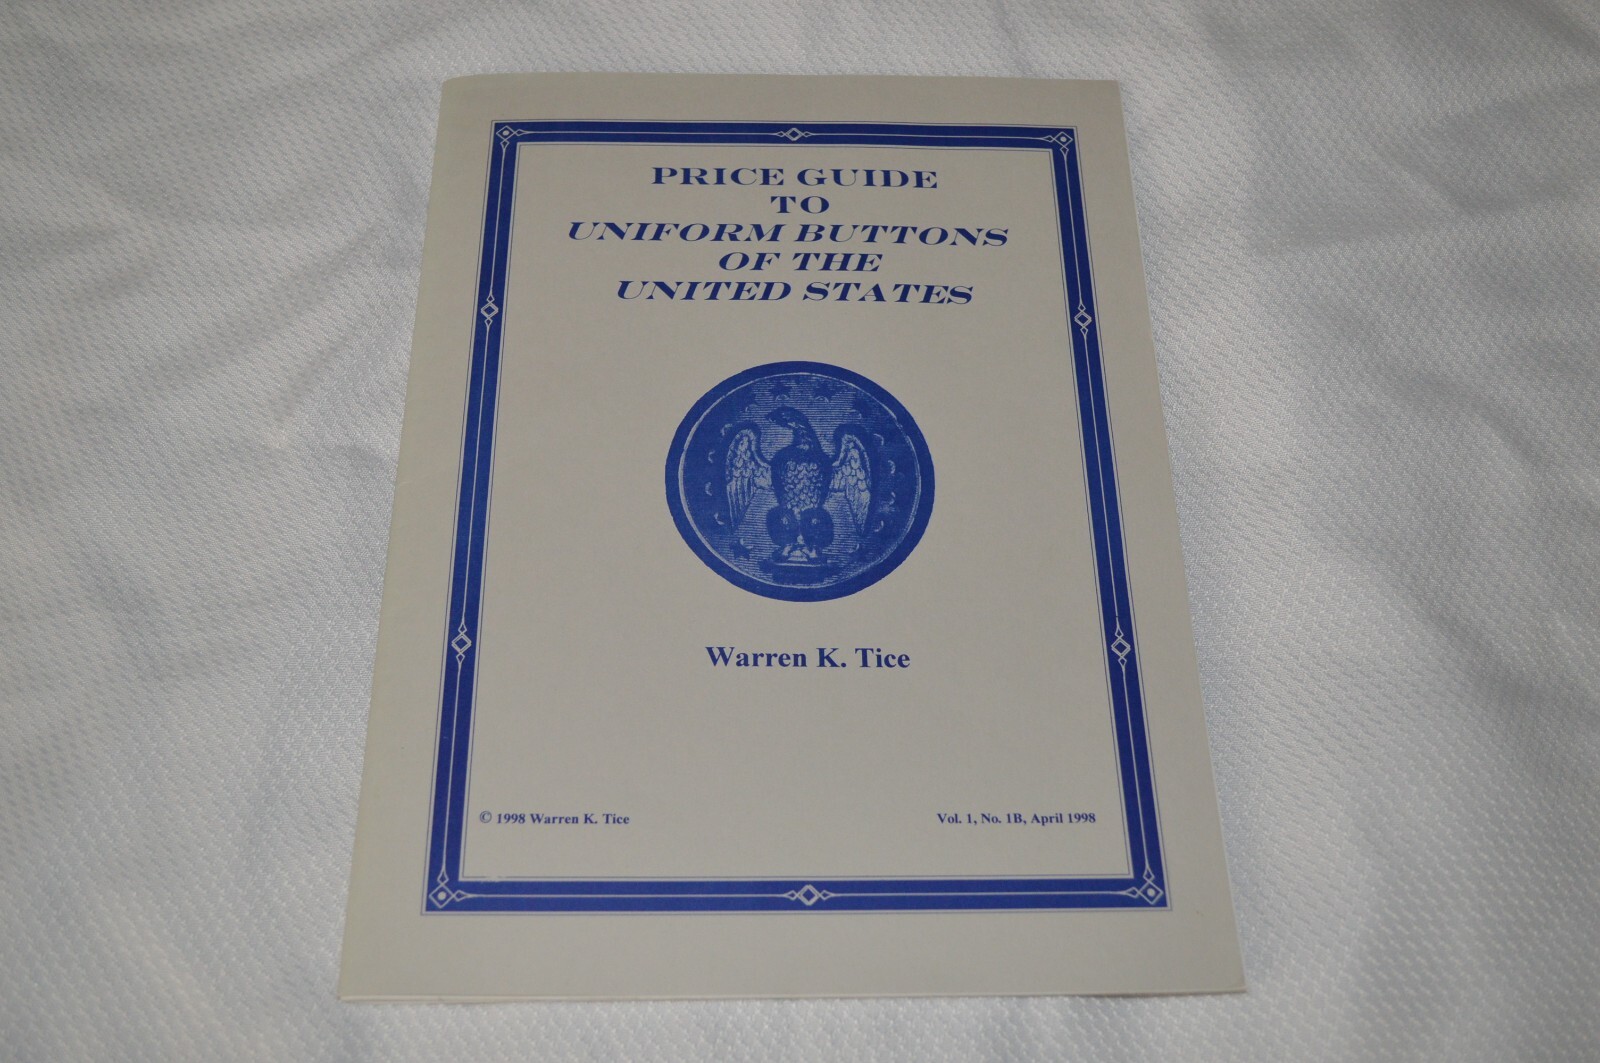 PRICE GUIDE
TO
UNIFORM BUTTONS
OF THE
UNITED STATES
Warren K. Tice
© 1998 Warren K. Tice
Vol. 1, No. 1B, April 1998